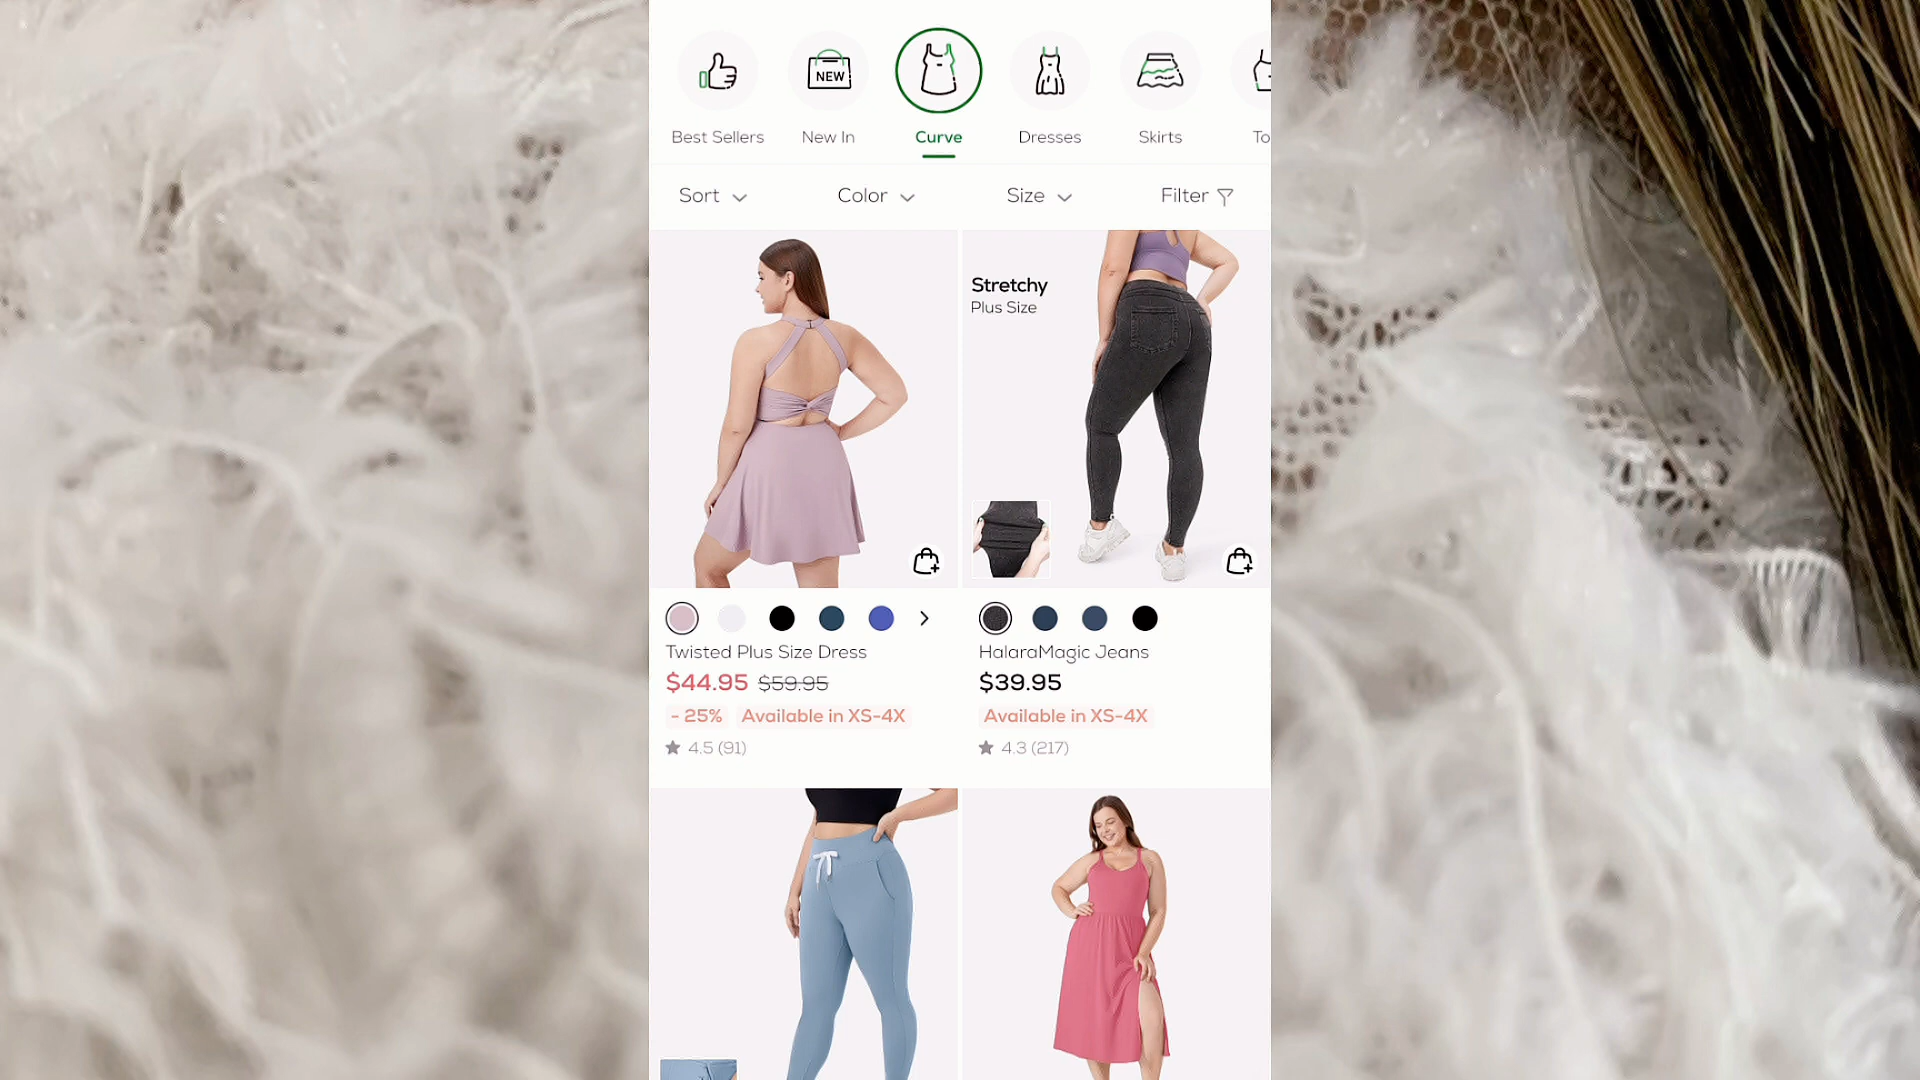 NEW
Best Sellers
New In
Curve
Dresses
Skirts
To
Sort
Color
Size
Filter
Stretchy
Plus Size
Twisted Plus Size Dress
$44.95 $59.95
- 25% Available in XS-4X
4.5 (91)
HalaraMagic Jeans
$39.95
Available in XS-4X
4.3 (217)